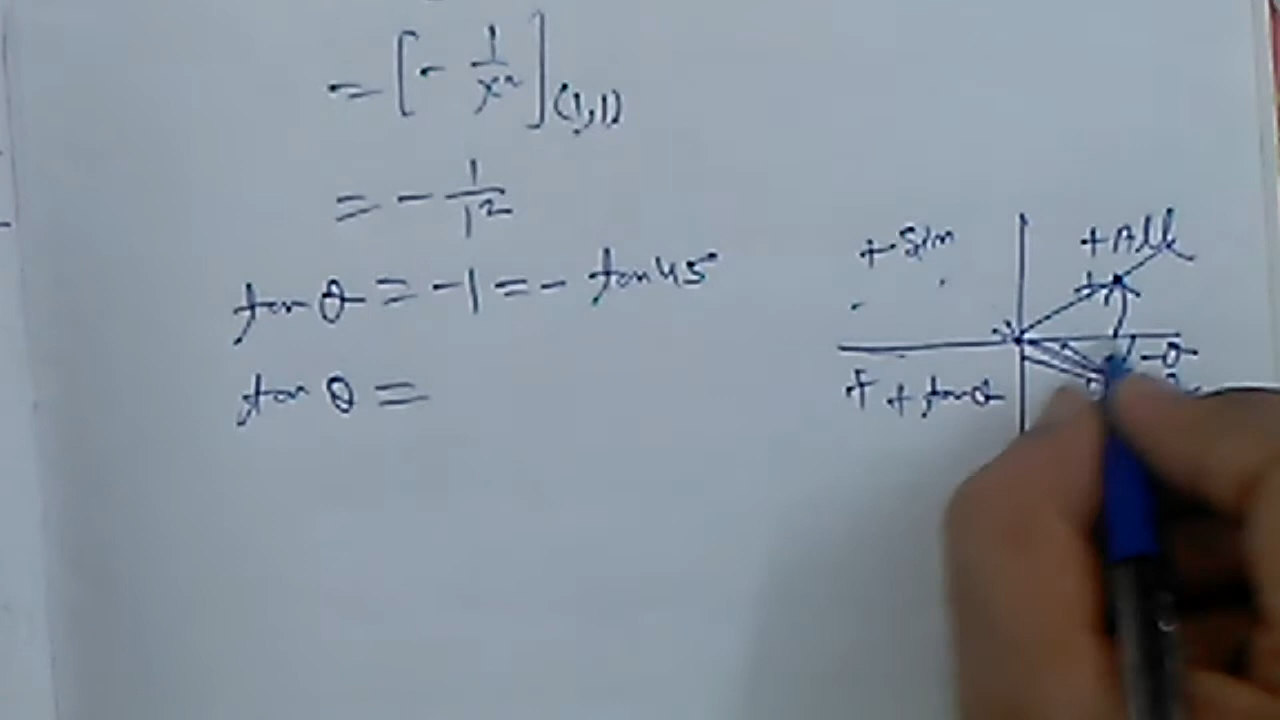 = [- 1/x²](1,1)
= - 1/1²
tan θ = -1 = - tan 45°
tan θ =
+ Sin
+ All
+
-θ
+ tan θ